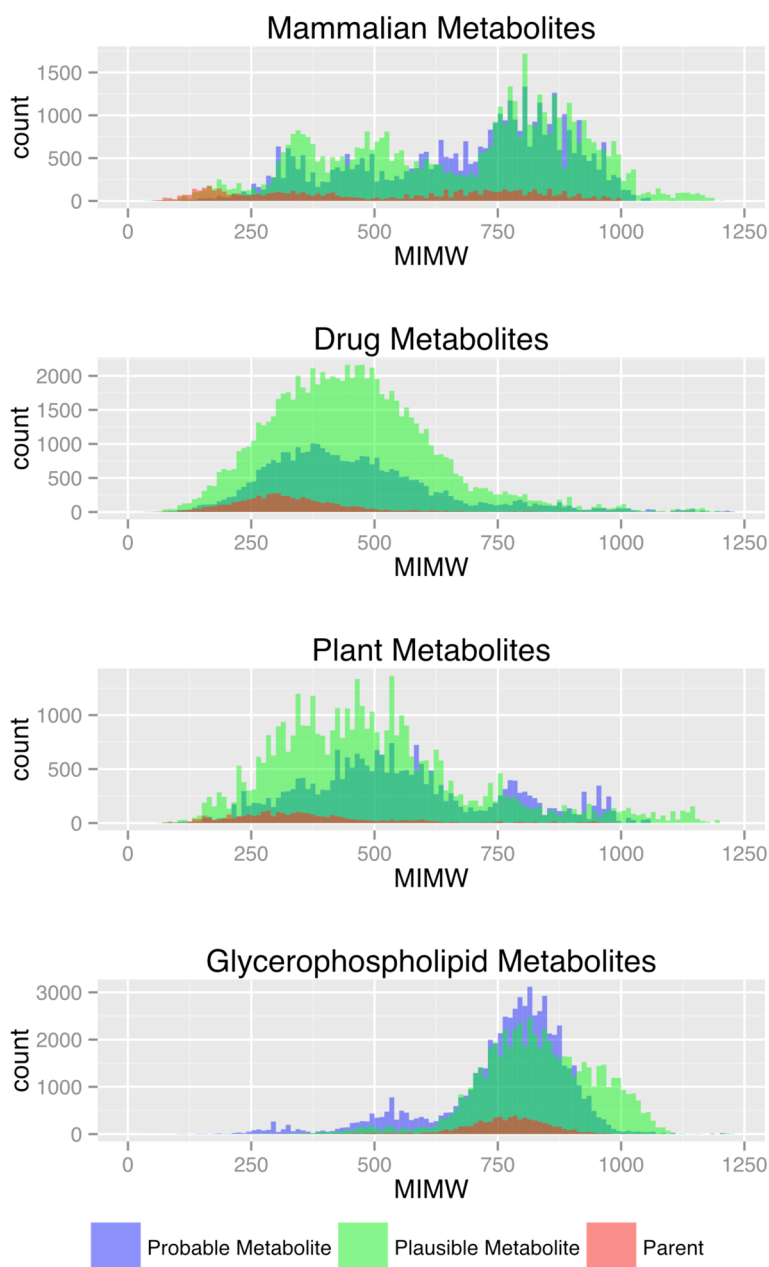 Mammalian Metabolites
1500
1000
500
0
count
0 250 500 750 1000 1250
MIMW
Drug Metabolites
2000
1500
1000
500
0
count
0 250 500 750 1000 1250
MIMW
Plant Metabolites
1000
500
0
count
0 250 500 750 1000 1250
MIMW
Glycerophospholipid Metabolites
3000
2000
1000
0
count
0 250 500 750 1000 1250
MIMW
Probable Metabolite Plausible Metabolite Parent